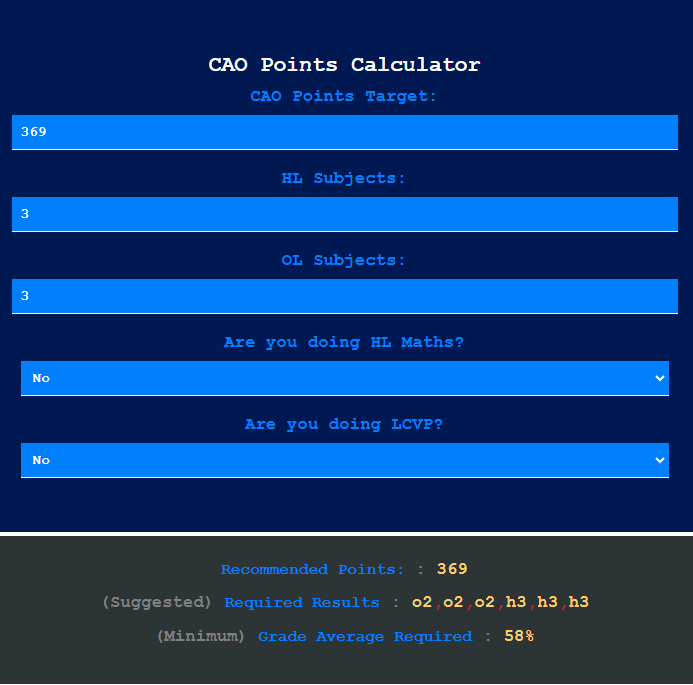 CAO Points Calculator
CAO Points Target:
369
HL Subjects:
3
OL Subjects:
3
Are you doing HL Maths?
No
Are you doing LCVP?
No
Recommended Points: : 369
(Suggested) Required Results : o2,o2,o2,h3,h3,h3
(Minimum) Grade Average Required : 58%